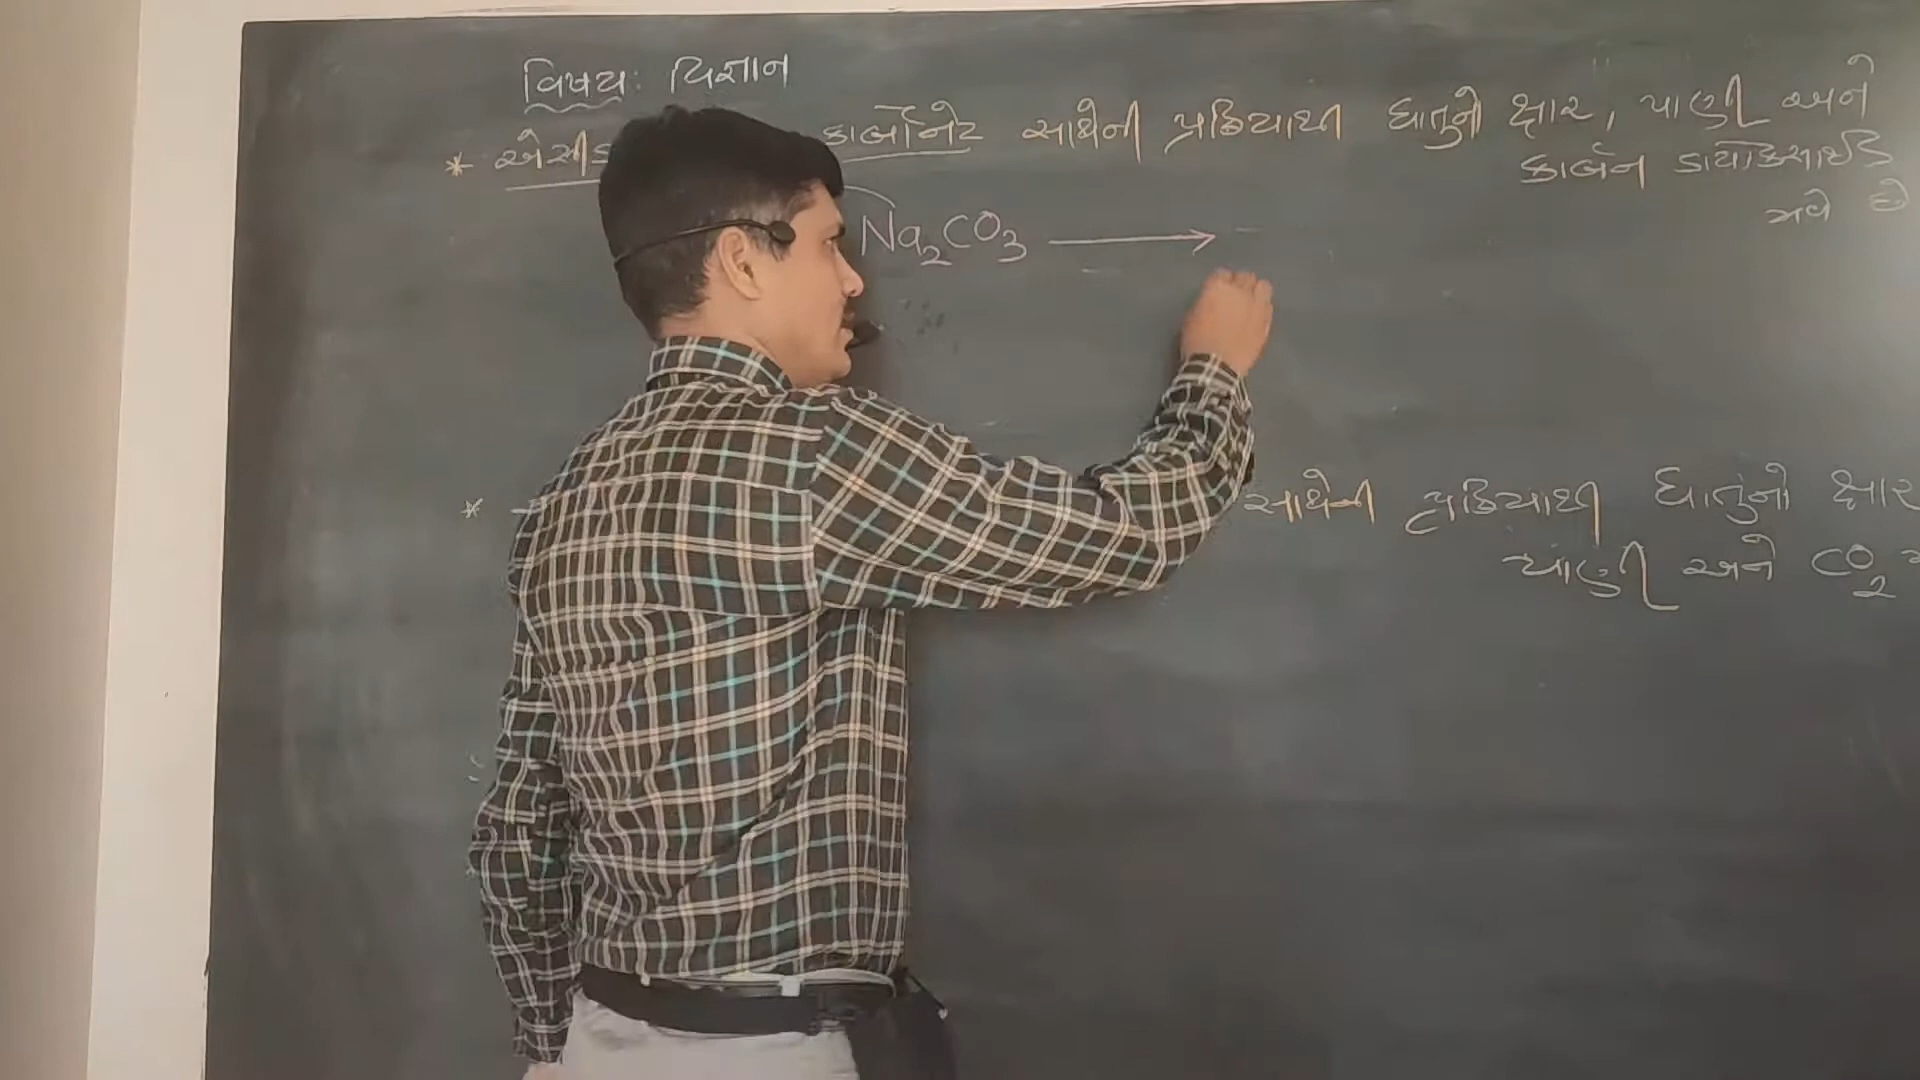 વિષય: વિજ્ઞાન
* એસીડ કાર્બોનેટ સાથેની પ્રક્રિયાથી ધાતુનો ક્ષાર, પાણી અને
કાર્બન ડાયોક્સાઈડ
મળે છે
Na₂CO₃ ⟶
* સાથેની પ્રક્રિયાથી ધાતુનો ક્ષાર
પાણી અને CO₂